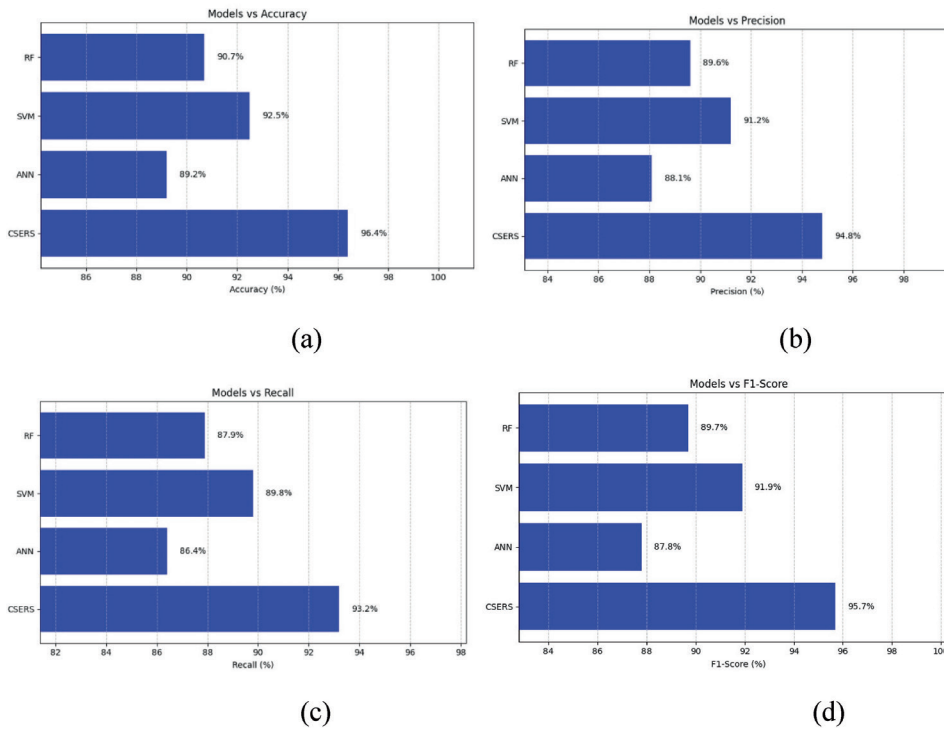 Models vs Accuracy
RF
90.7%
SVM
92.5%
ANN
89.2%
CSERS
96.4%
86 88 90 92 94 96 98 100
Accuracy (%)
(a)
Models vs Precision
RF
89.6%
SVM
91.2%
ANN
88.1%
CSERS
94.8%
84 86 88 90 92 94 96 98
Precision (%)
(b)
Models vs Recall
RF
87.9%
SVM
89.8%
ANN
86.4%
CSERS
93.2%
82 84 86 88 90 92 94 96 98
Recall (%)
(c)
Models vs F1-Score
RF
89.7%
SVM
91.9%
ANN
87.8%
CSERS
95.7%
84 86 88 90 92 94 96 98 100
F1-Score (%)
(d)